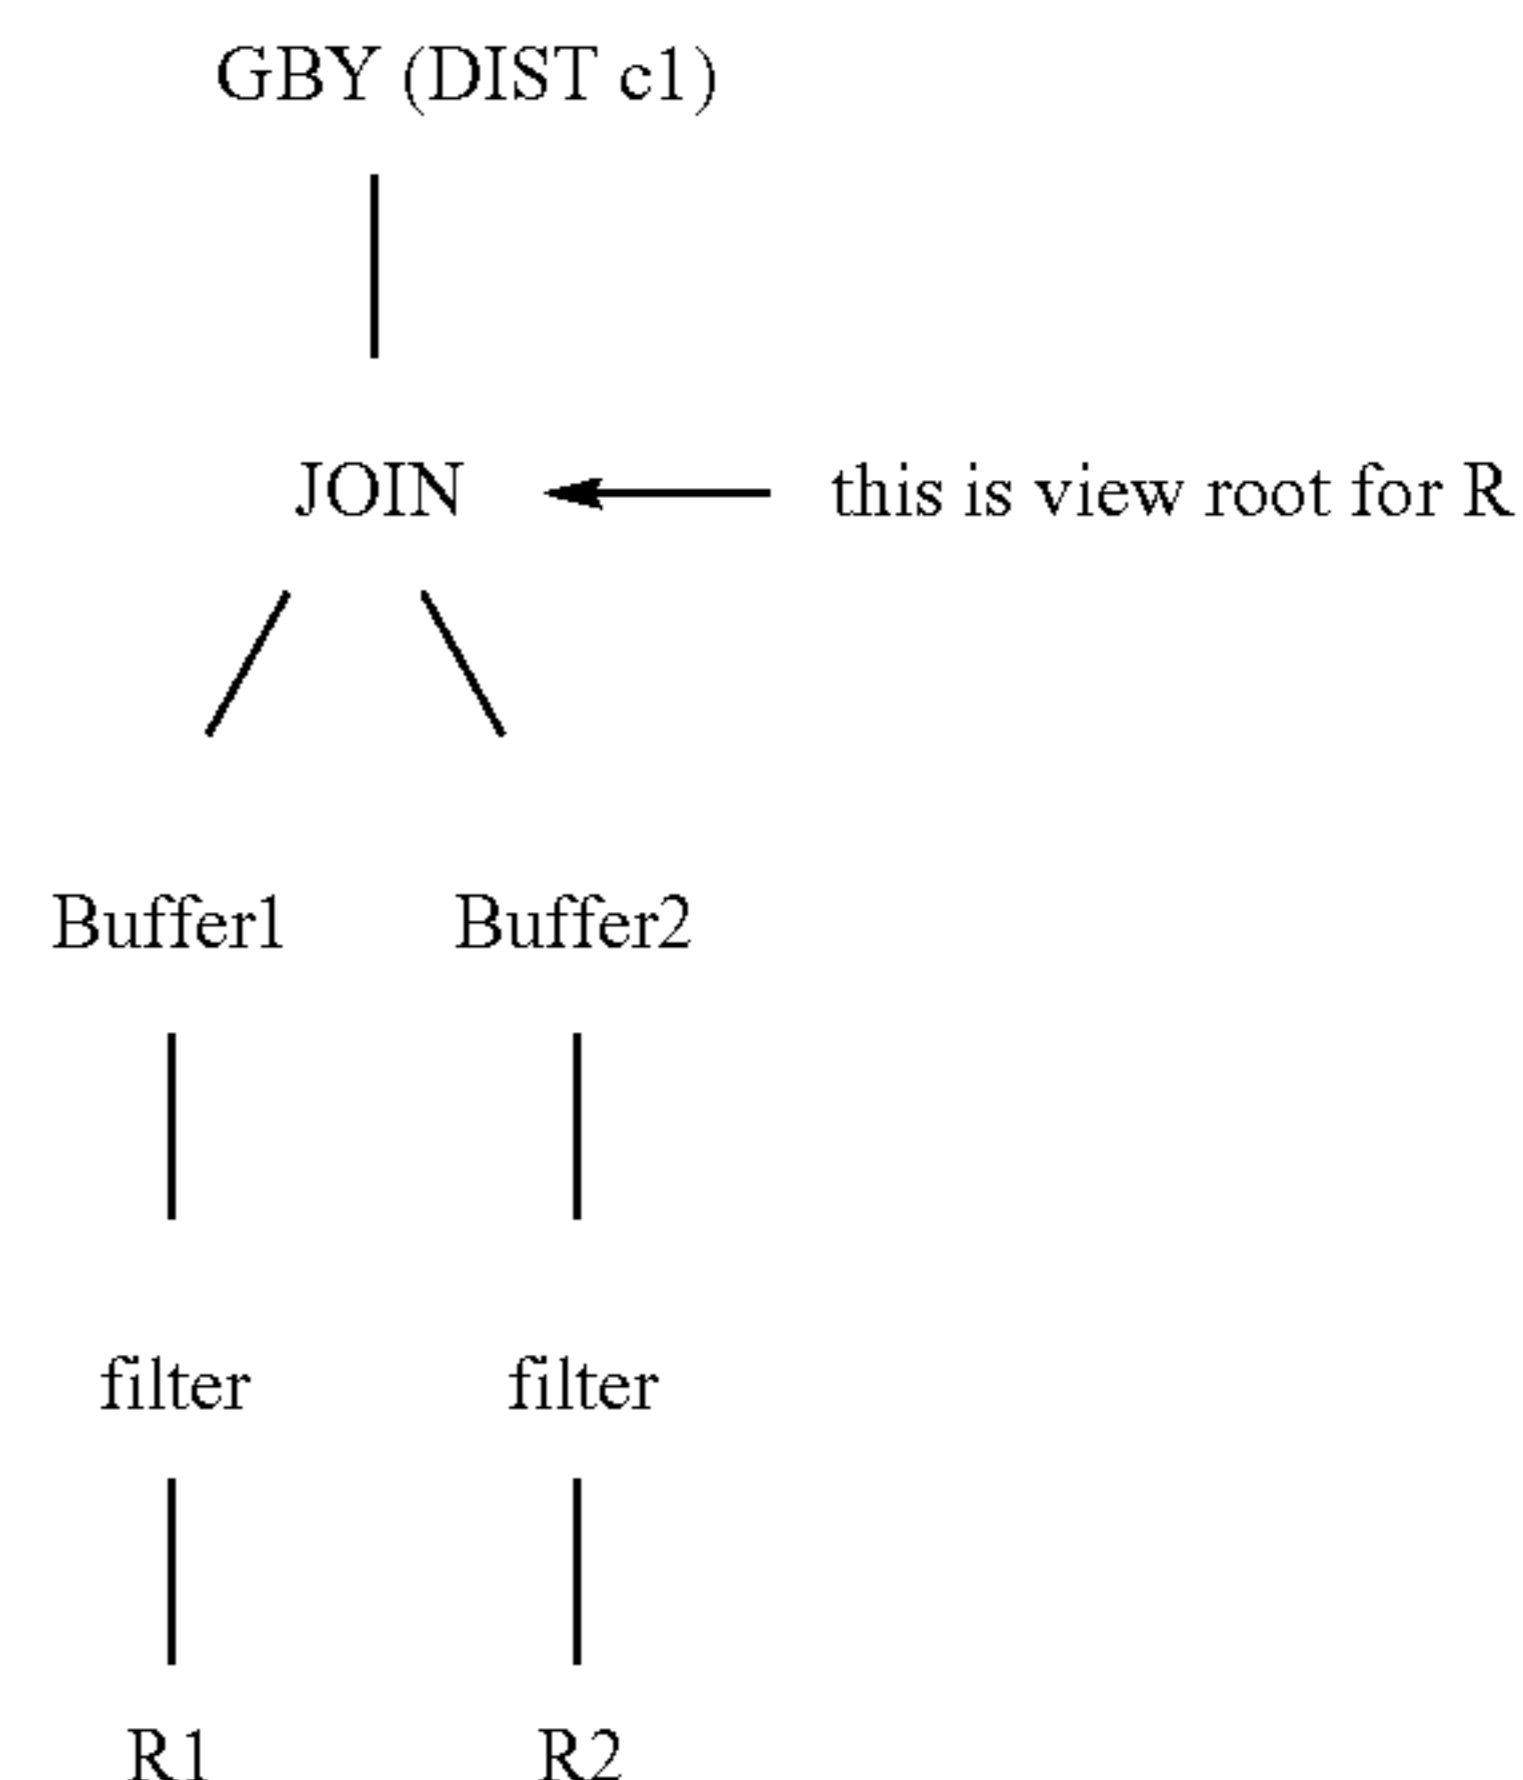 GBY (DIST c1)
JOIN
this is view root for R
Buffer1
Buffer2
filter
filter
R1
R2